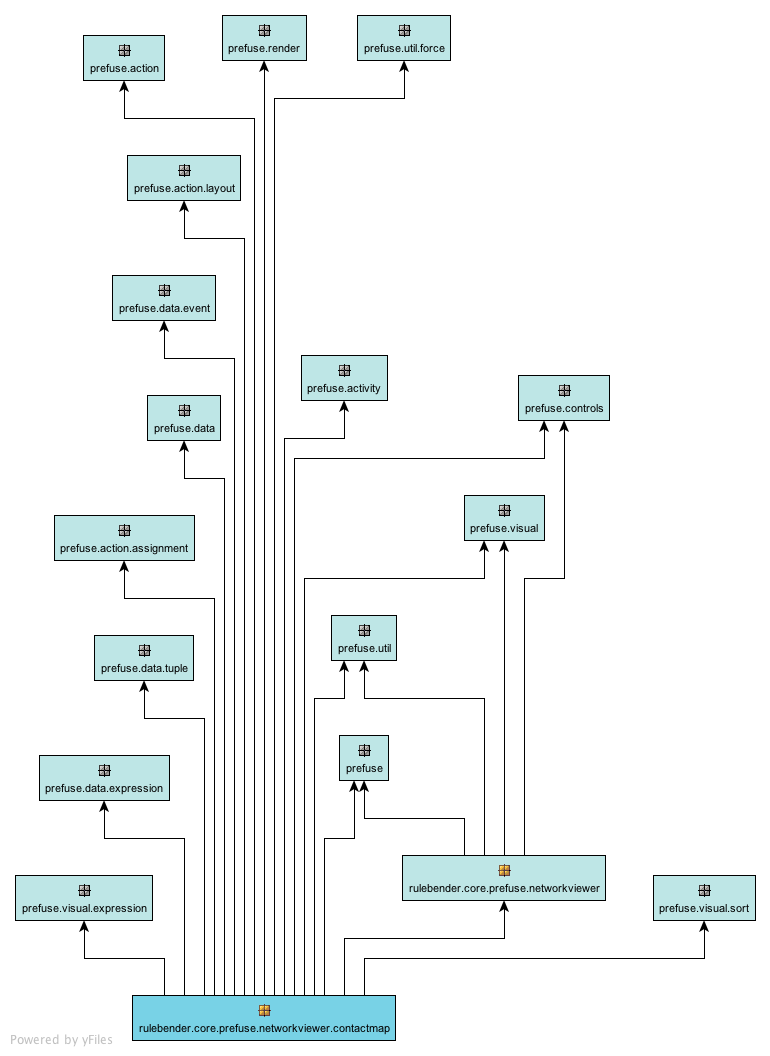 prefuse.render
prefuse.util.force
prefuse.action
prefuse.action.layout
prefuse.data.event
prefuse.activity
prefuse.controls
prefuse.data
prefuse.visual
prefuse.action.assignment
prefuse.util
prefuse.data.tuple
prefuse
prefuse.data.expression
rulebender.core.prefuse.networkviewer
prefuse.visual.expression
prefuse.visual.sort
rulebender.core.prefuse.networkviewer.contactmap
Powered by yFiles